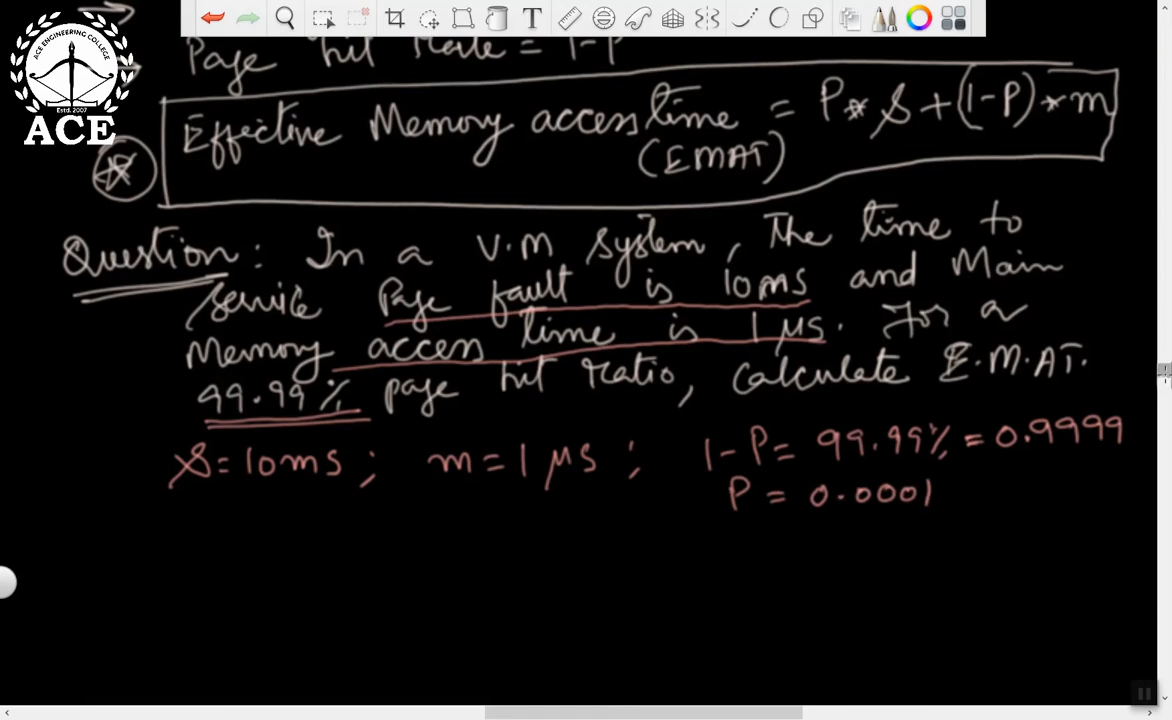 ACE ENGINEERING COLLEGE
Estd. 2007
ACE
Page hit rate = 1-P
Effective Memory access time = P * S + (1-P) * m
(EMAT)
Question: In a V.M system, The time to
service Page fault is 10ms and Main
Memory access time is 1 μs. For a
99.99% page hit ratio, calculate E.M.AT.
S = 10ms ; m = 1 μs ; 1-P = 99.99% = 0.9999
P = 0.0001